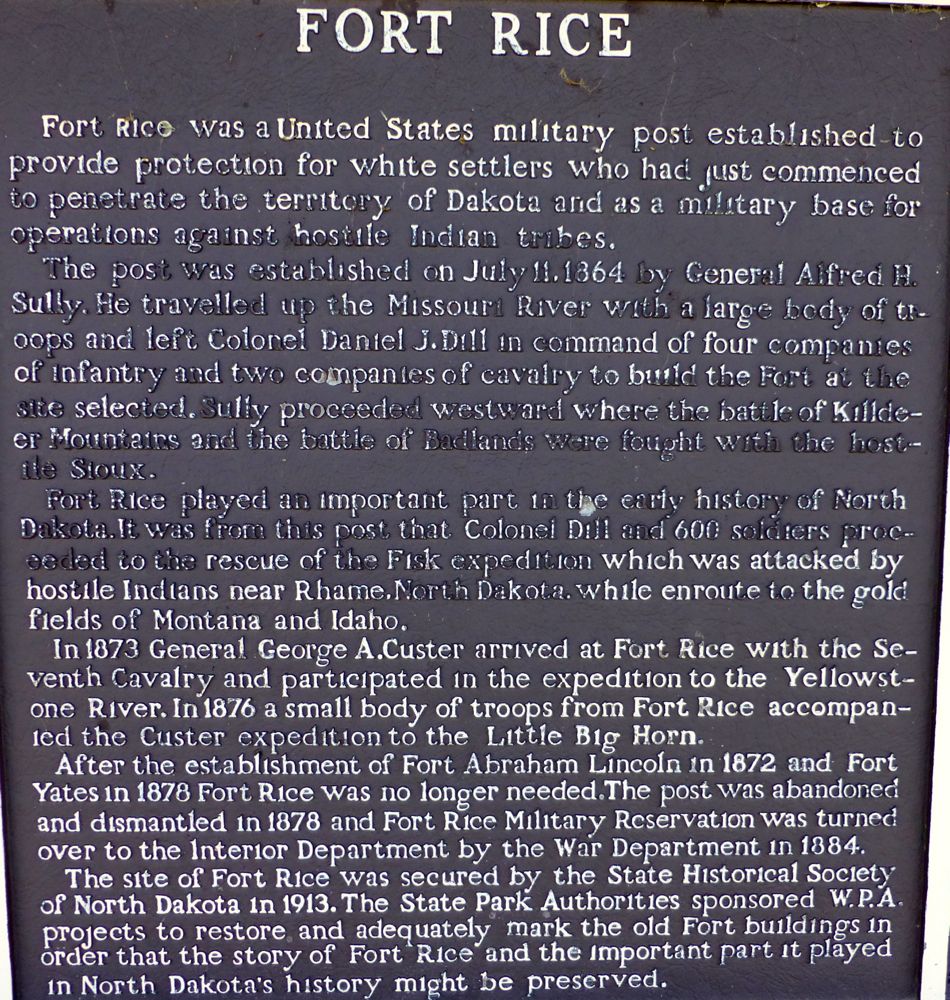 FORT RICE
Fort Rice was a United States military post established to
provide protection for white settlers who had just commenced
to penetrate the territory of Dakota and as a military base for
operations against hostile Indian tribes.
The post was established on July 11.1864 by General Alfred H.
Sully. He travelled up the Missouri River with a large body of tr-
oops and left Colonel Daniel J.Dill in command of four companies
of infantry and two companies of cavalry to build the Fort at the
site selected. Sully proceeded westward where the battle of Killde-
er Mountains and the battle of Badlands were fought with the host-
ile Sioux.
Fort Rice played an important part in the early history of North
Dakota. It was from this post that Colonel Dill and 600 soldiers proc-
eeded to the rescue of the Fisk expedition which was attacked by
hostile Indians near Rhame. North Dakota. while enroute to the gold
fields of Montana and Idaho.
In 1873 General George A.Custer arrived at Fort Rice with the Se-
venth Cavalry and participated in the expedition to the Yellowst-
one River. In 1876 a small body of troops from Fort Rice accompan-
ied the Custer expedition to the Little Big Horn.
After the establishment of Fort Abraham Lincoln in 1872 and Fort
Yates in 1878 Fort Rice was no longer needed. The post was abandoned
and dismantled in 1878 and Fort Rice Military Reservation was turned
over to the Interior Department by the War Department in 1884.
The site of Fort Rice was secured by the State Historical Society
of North Dakota in 1913. The State Park Authorities sponsored W.P.A.
projects to restore and adequately mark the old Fort buildings in
order that the story of Fort Rice and the important part it played
in North Dakota's history might be preserved.